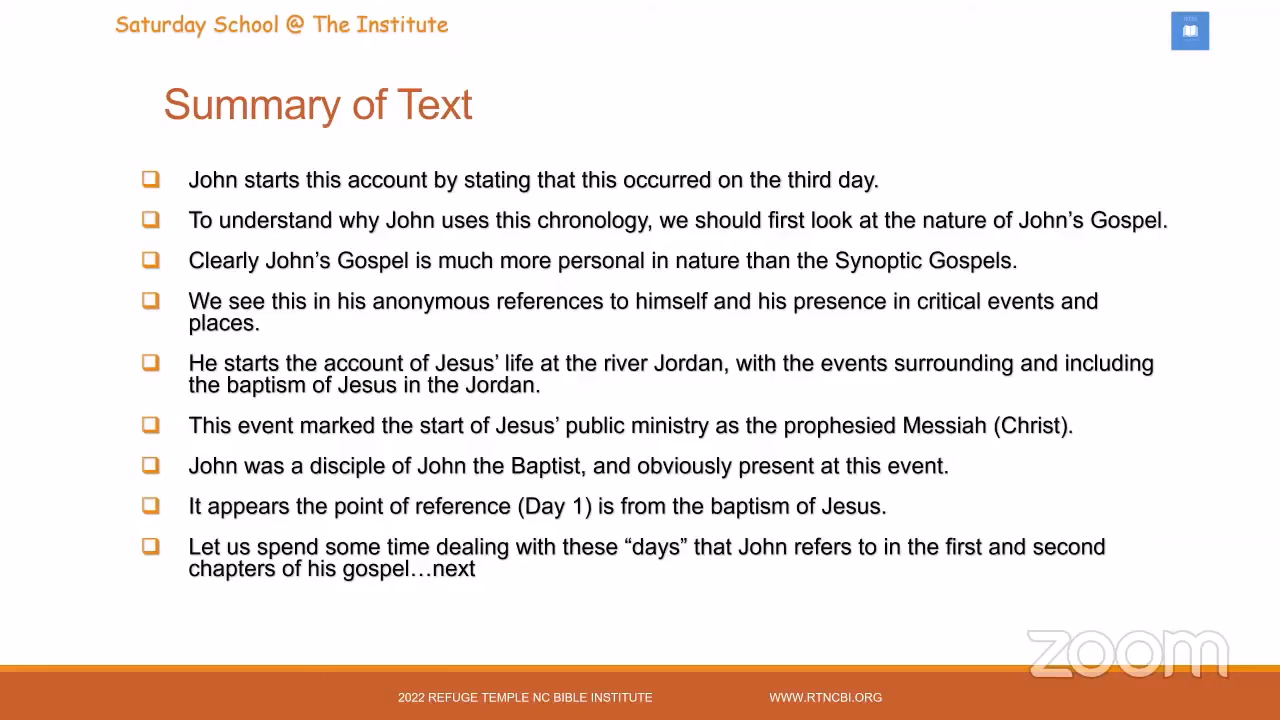 Saturday School @ The Institute
Summary of Text
John starts this account by stating that this occurred on the third day.
To understand why John uses this chronology, we should first look at the nature of John’s Gospel.
Clearly John’s Gospel is much more personal in nature than the Synoptic Gospels.
We see this in his anonymous references to himself and his presence in critical events and
places.
He starts the account of Jesus’ life at the river Jordan, with the events surrounding and including
the baptism of Jesus in the Jordan.
This event marked the start of Jesus’ public ministry as the prophesied Messiah (Christ).
John was a disciple of John the Baptist, and obviously present at this event.
It appears the point of reference (Day 1) is from the baptism of Jesus.
Let us spend some time dealing with these “days” that John refers to in the first and second
chapters of his gospel…next
zoom
2022 REFUGE TEMPLE NC BIBLE INSTITUTE
WWW.RTNCBI.ORG